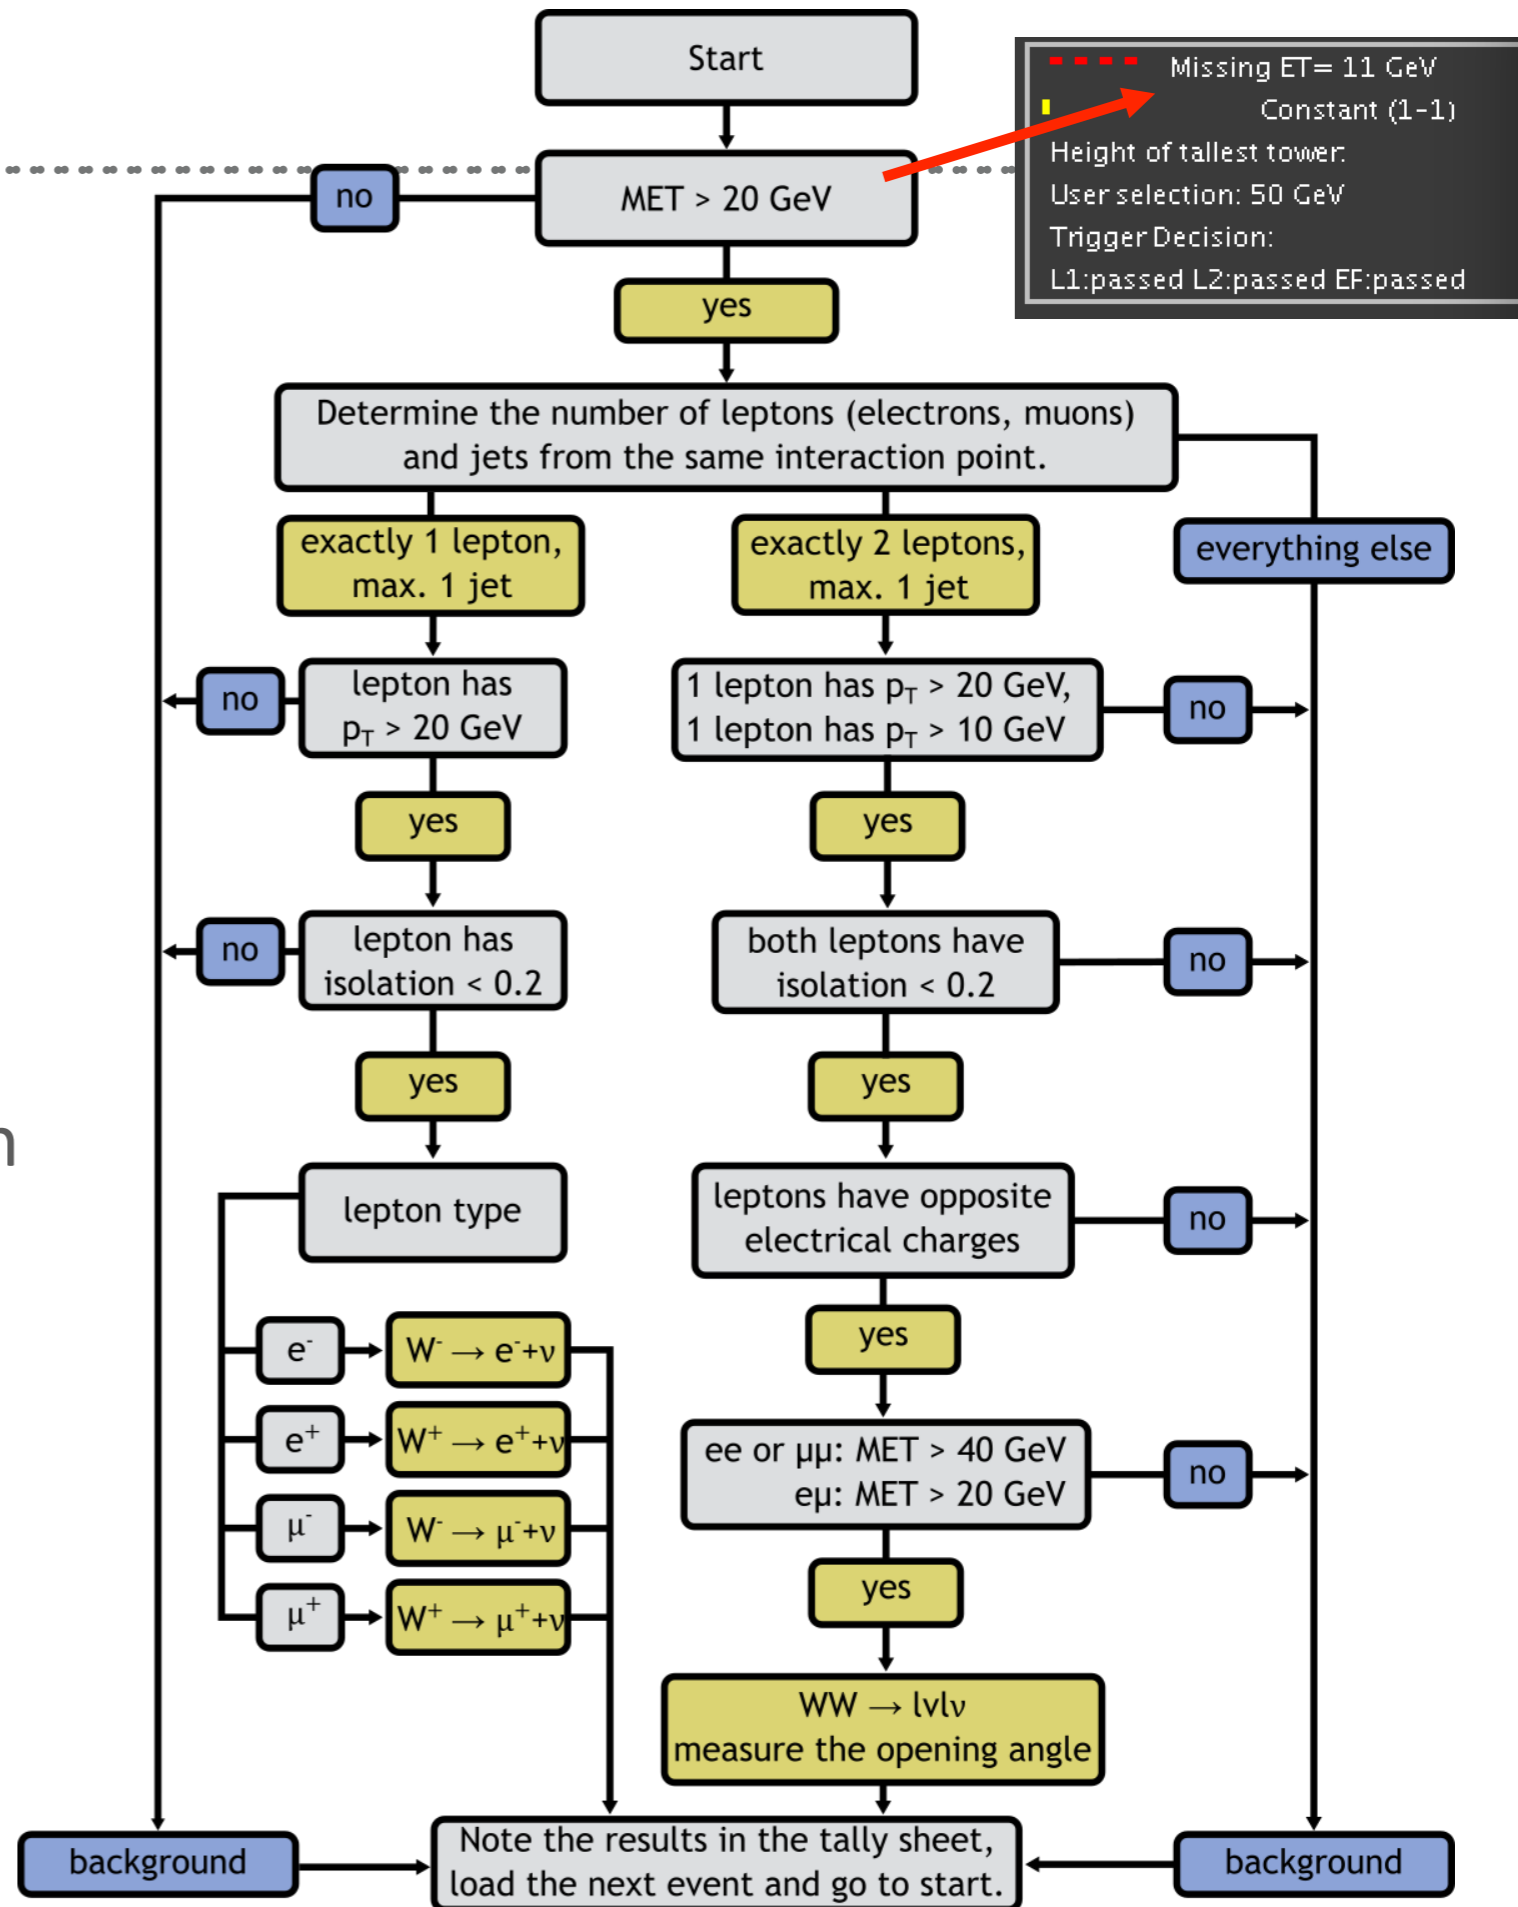 Start
Missing ET= 11 GeV
Constant (1-1)
Height of tallest tower:
User selection: 50 GeV
Trigger Decision:
L1:passed L2:passed EF:passed
no
MET > 20 GeV
yes
Determine the number of leptons (electrons, muons)
and jets from the same interaction point.
exactly 1 lepton,
max. 1 jet
exactly 2 leptons,
max. 1 jet
everything else
no
lepton has
pT > 20 GeV
1 lepton has pT > 20 GeV,
1 lepton has pT > 10 GeV
no
yes
yes
no
lepton has
isolation < 0.2
both leptons have
isolation < 0.2
no
yes
yes
n
lepton type
leptons have opposite
electrical charges
no
yes
e-
W- → e-+ν
e+
W+ → e++ν
μ-
W- → μ-+ν
μ+
W+ → μ++ν
ee or μμ: MET > 40 GeV
eμ: MET > 20 GeV
no
yes
WW → lνlν
measure the opening angle
background
Note the results in the tally sheet,
load the next event and go to start.
background